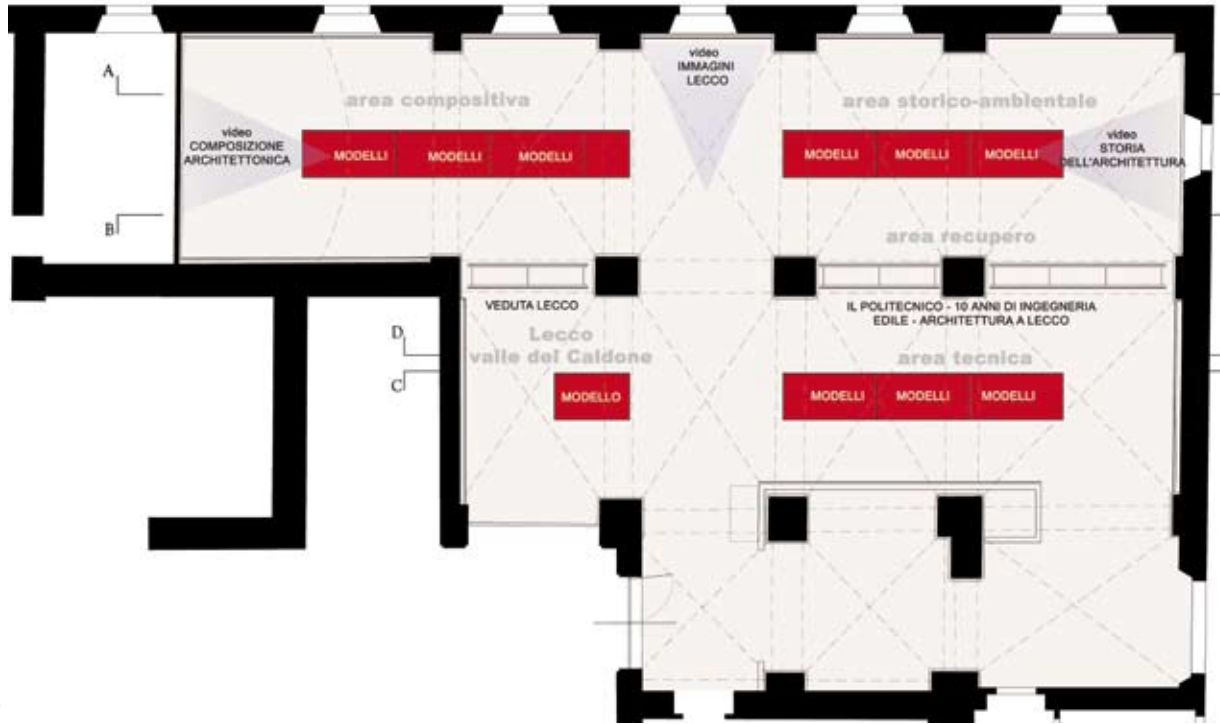 A
B
video
COMPOSIZIONE
ARCHITETTONICA
area compositiva
MODELLI
MODELLI
MODELLI
video
IMMAGINI
LECCO
area storico-ambientale
MODELLI
MODELLI
MODELLI
video
STORIA
DELL'ARCHITETTURA
area recupero
VEDUTA LECCO
IL POLITECNICO - 10 ANNI DI INGEGNERIA
EDILE - ARCHITETTURA A LECCO
D
C
Lecco
valle del Caldone
MODELLO
area tecnica
MODELLI
MODELLI
MODELLI